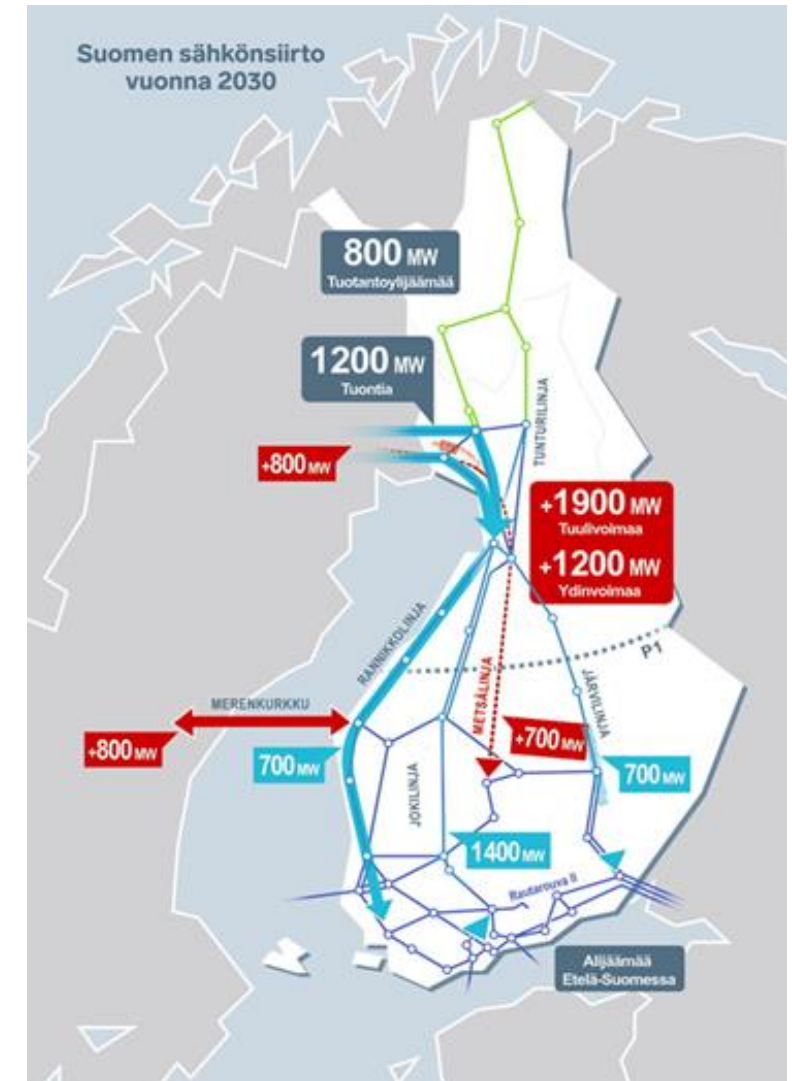 Suomen sähkönsiirto
vuonna 2030
800 MW
Tuotantoylijäämää
1200 MW
Tuontia
TUNTURILINJA
+800 MW
+1900 MW
Tuulivoimaa
+1200 MW
Ydinvoimaa
RANNIKKOLINJA
P1
METSÄLINJA
JÄRVILINJA
MERENKURKKU
+800 MW
700 MW
+700 MW
700 MW
JOKILINJA
1400 MW
Rautarouva II
Alijäämää
Etelä-Suomessa